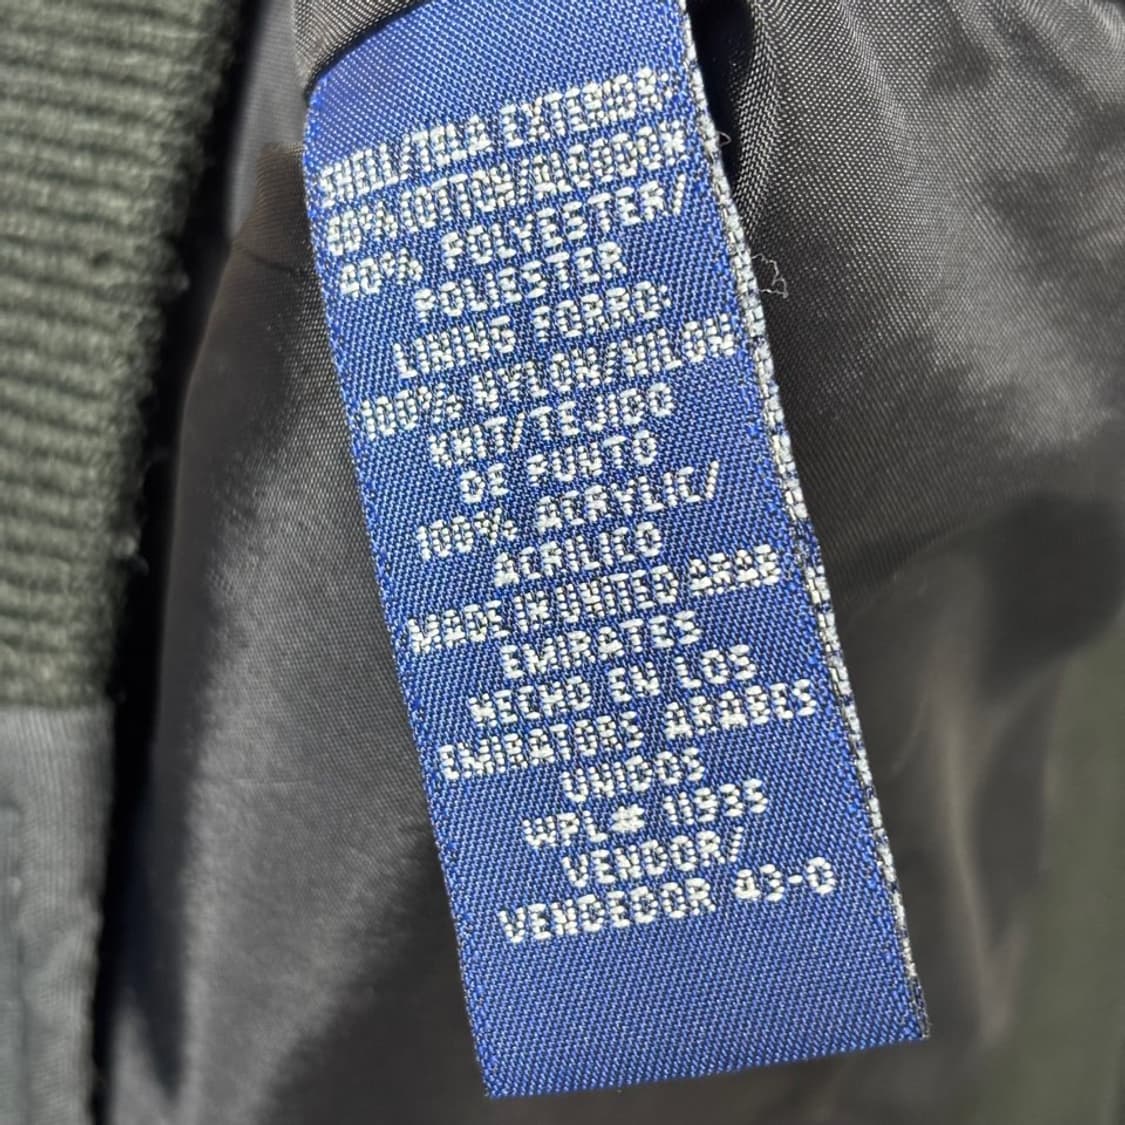 SHELL/TELA EXTERIOR:
60% COTTON/ALGODON
40% POLYESTER/
POLIESTER
LINING FORRO:
100% NYLON/NILON
KNIT/TEJIDO
DE PUNTO
100% ACRYLIC/
ACRILICO
MADE IN UNITED ARAB
EMIRATES
HECHO EN LOS
EMIRATOS ARABES
UNIDOS
WPL# 11935
VENDOR/
VENDEDOR 43-0